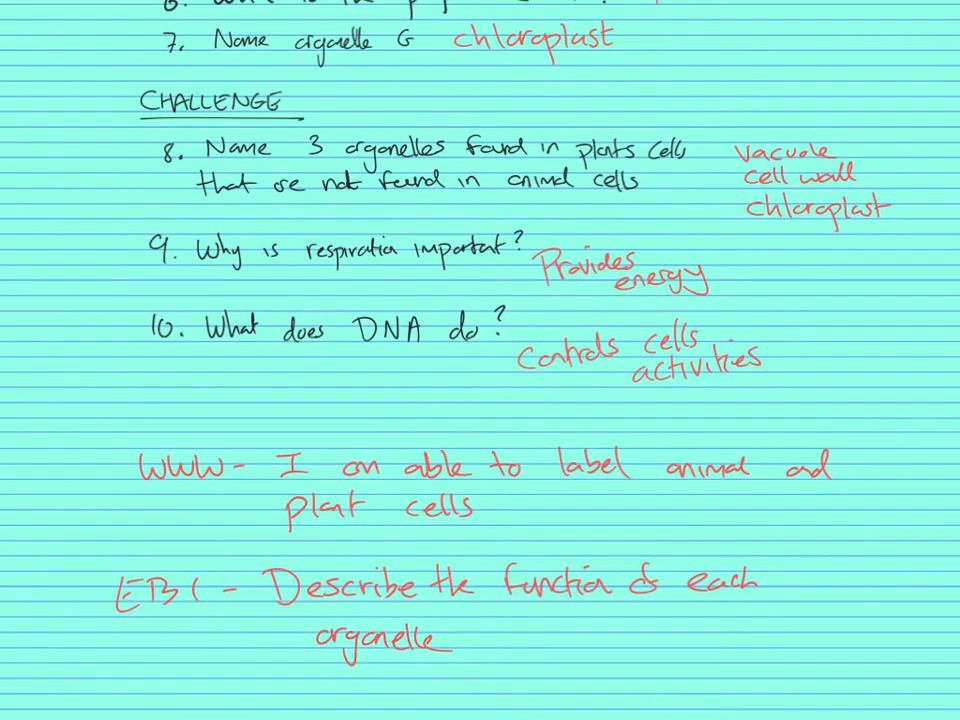 7. Name organelle G chloroplast
CHALLENGE
8. Name 3 organelles found in plants cells
that are not found in animal cells
Vacuole
cell wall
chloroplast
9. Why is respiration important?
Provides
energy
10. What does DNA do?
Controls cells
activities
WWW - I am able to label animal and
plant cells
EBI - Describe the function of each
organelle